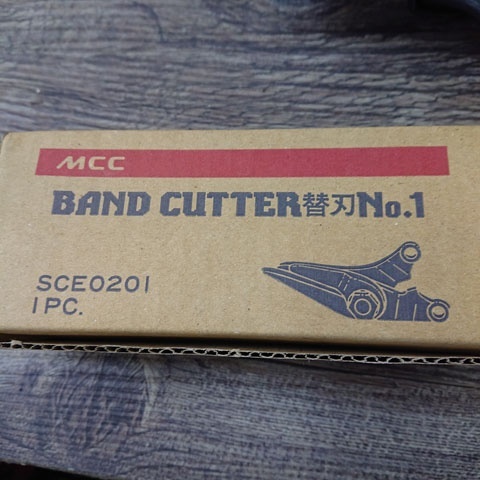 MCC
BAND CUTTER替刃No.1
SCE0201
1PC.